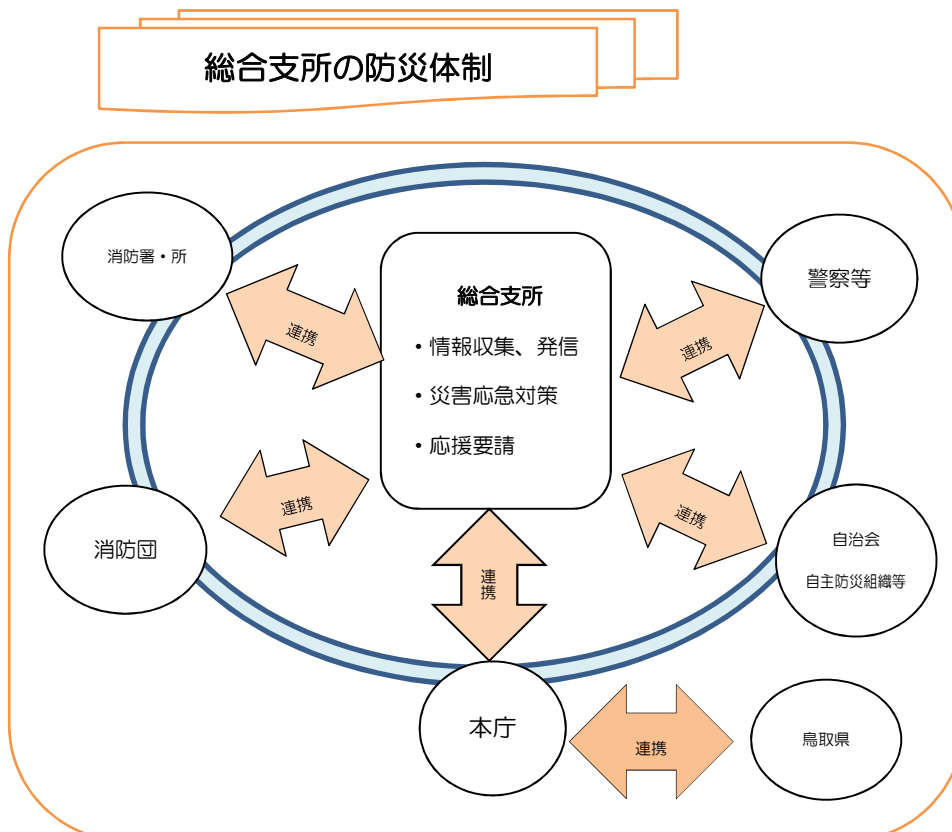 総合支所の防災体制
消防署・所
警察等
総合支所
・情報収集、発信
・災害応急対策
・応援要請
連携
連携
連携
連携
消防団
自治会
自主防災組織等
連携
本庁
連携
鳥取県